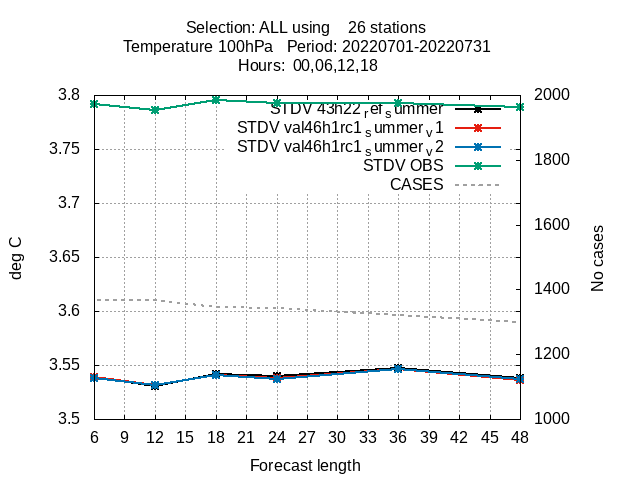 Selection: ALL using    26 stations
Temperature 100hPa   Period: 20220701-20220731
Hours:  00,06,12,18
3.8
3.75
3.7
3.65
3.6
3.55
3.5
deg C
STDV 43h22refsummer
STDV val46h1rc1summerv1
STDV val46h1rc1summerv2
STDV OBS
CASES
2000
1800
1600
1400
1200
1000
No cases
6 9 12 15 18 21 24 27 30 33 36 39 42 45 48
Forecast length